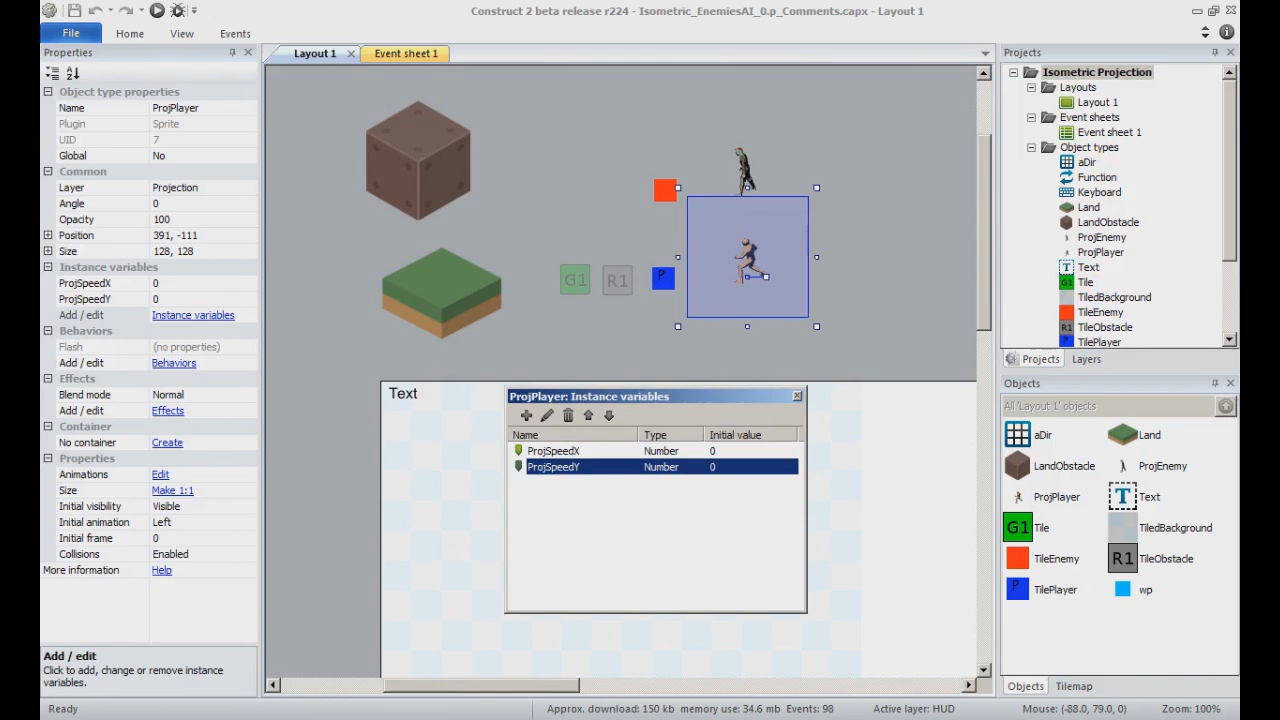 Construct 2 beta release r224 - Isometric_EnemiesAI_0.p_Comments.capx - Layout 1
File
Home
View
Events
Properties
Object type properties
Name ProjPlayer
Plugin Sprite
UID 7
Global No
Common
Layer Projection
Angle 0
Opacity 100
Position 391, -111
Size 128, 128
Instance variables
ProjSpeedX 0
ProjSpeedY 0
Add / edit Instance variables
Behaviors
Flash (no properties)
Add / edit Behaviors
Effects
Blend mode Normal
Add / edit Effects
Container
No container Create
Properties
Animations Edit
Size Make 1:1
Initial visibility Visible
Initial animation Left
Initial frame 0
Collisions Enabled
More information Help
Add / edit
Click to add, change or remove instance
variables.
Layout 1
Event sheet 1
G1
R1
P
Text
ProjPlayer: Instance variables
Name Type Initial value
ProjSpeedX Number 0
ProjSpeedY Number 0
Projects
Isometric Projection
Layouts
Layout 1
Event sheets
Event sheet 1
Object types
aDir
Function
Keyboard
Land
LandObstacle
ProjEnemy
ProjPlayer
T Text
G1 Tile
TiledBackground
TileEnemy
R1 TileObstacle
P TilePlayer
Projects
Layers
Objects
All 'Layout 1' objects
aDir
Land
LandObstacle
ProjEnemy
ProjPlayer
T Text
G1 Tile
TiledBackground
TileEnemy
R1 TileObstacle
P TilePlayer
wp
Objects
Tilemap
Ready
Approx. download: 150 kb memory use: 34.6 mb Events: 98
Active layer: HUD
Mouse: (-88.0, 79.0, 0)
Zoom: 100%